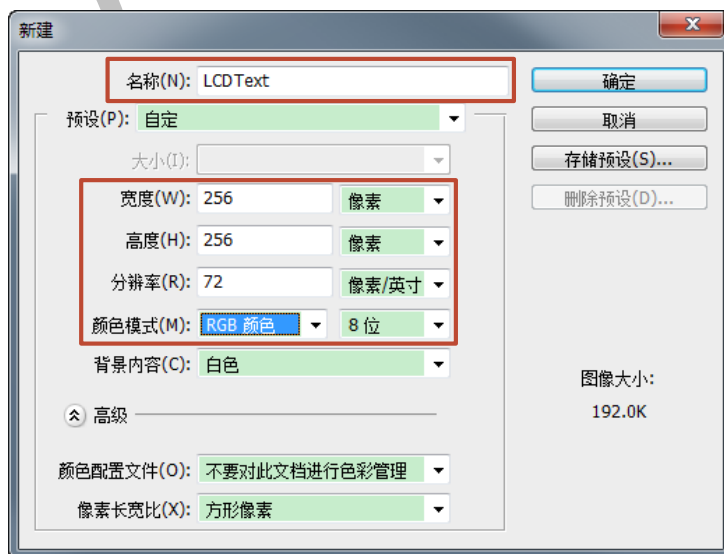 新建
名称(N): LCDText
确定
预设(P): 自定
取消
大小(I):
存储预设(S)...
宽度(W): 256 像素
删除预设(D)...
高度(H): 256 像素
分辨率(R): 72 像素/英寸
颜色模式(M): RGB 颜色 8 位
背景内容(C): 白色
图像大小:
高级
192.0K
颜色配置文件(O): 不要对此文档进行色彩管理
像素长宽比(X): 方形像素